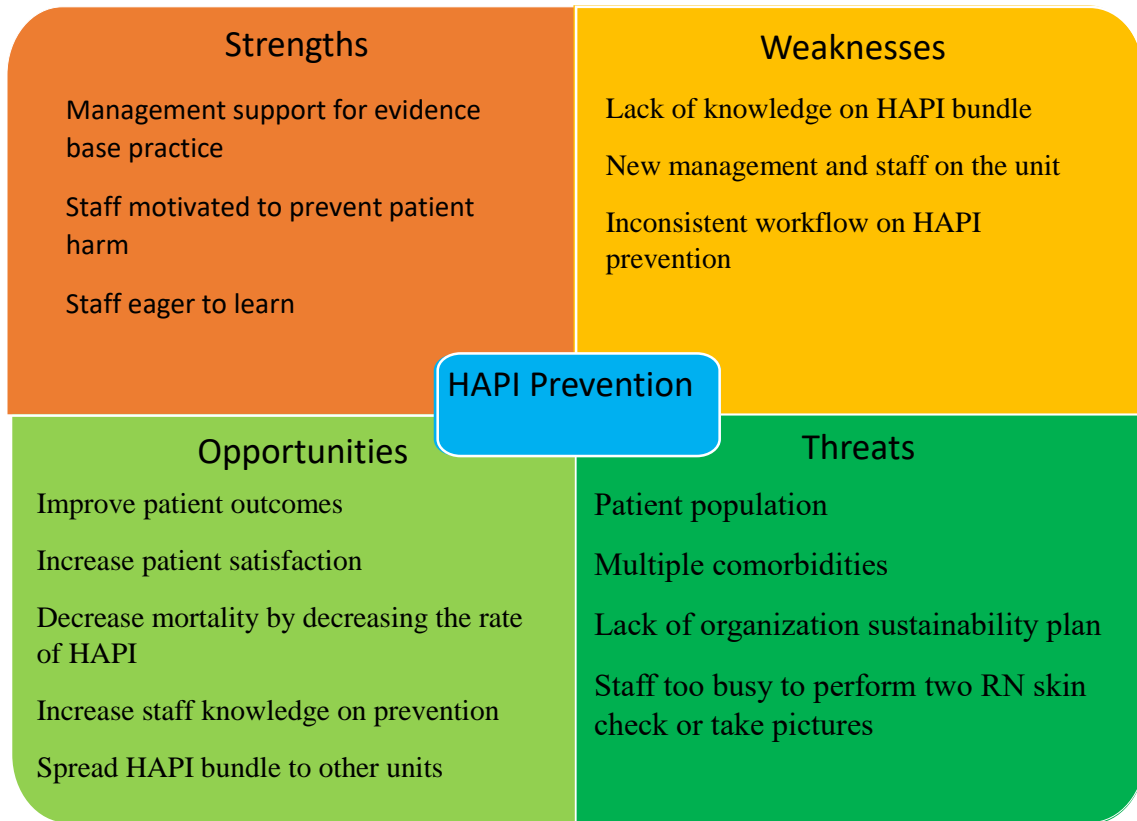 Strengths
Management support for evidence
base practice
Staff motivated to prevent patient
harm
Staff eager to learn
Weaknesses
Lack of knowledge on HAPI bundle
New management and staff on the unit
Inconsistent workflow on HAPI
prevention
HAPI Prevention
Opportunities
Improve patient outcomes
Increase patient satisfaction
Decrease mortality by decreasing the rate
of HAPI
Increase staff knowledge on prevention
Spread HAPI bundle to other units
Threats
Patient population
Multiple comorbidities
Lack of organization sustainability plan
Staff too busy to perform two RN skin
check or take pictures